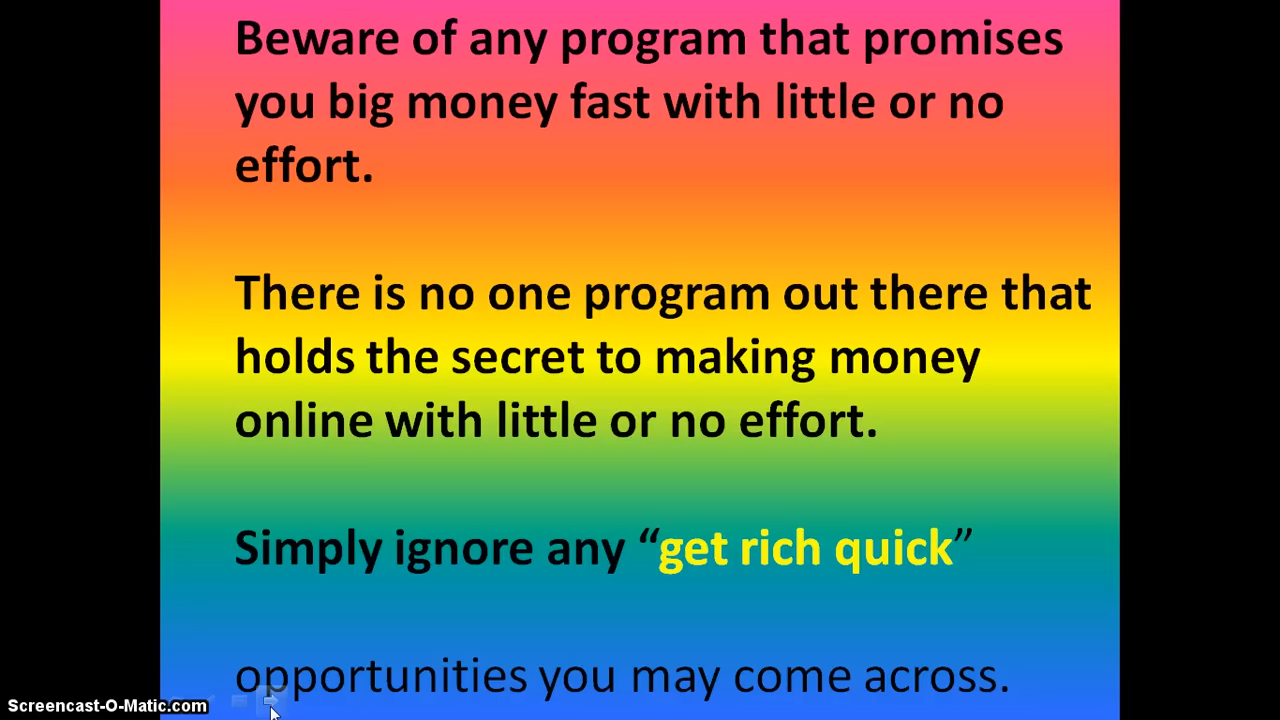 Beware of any program that promises
you big money fast with little or no
effort.
There is no one program out there that
holds the secret to making money
online with little or no effort.
Simply ignore any “get rich quick”
opportunities you may come across.
Screencast-O-Matic.com